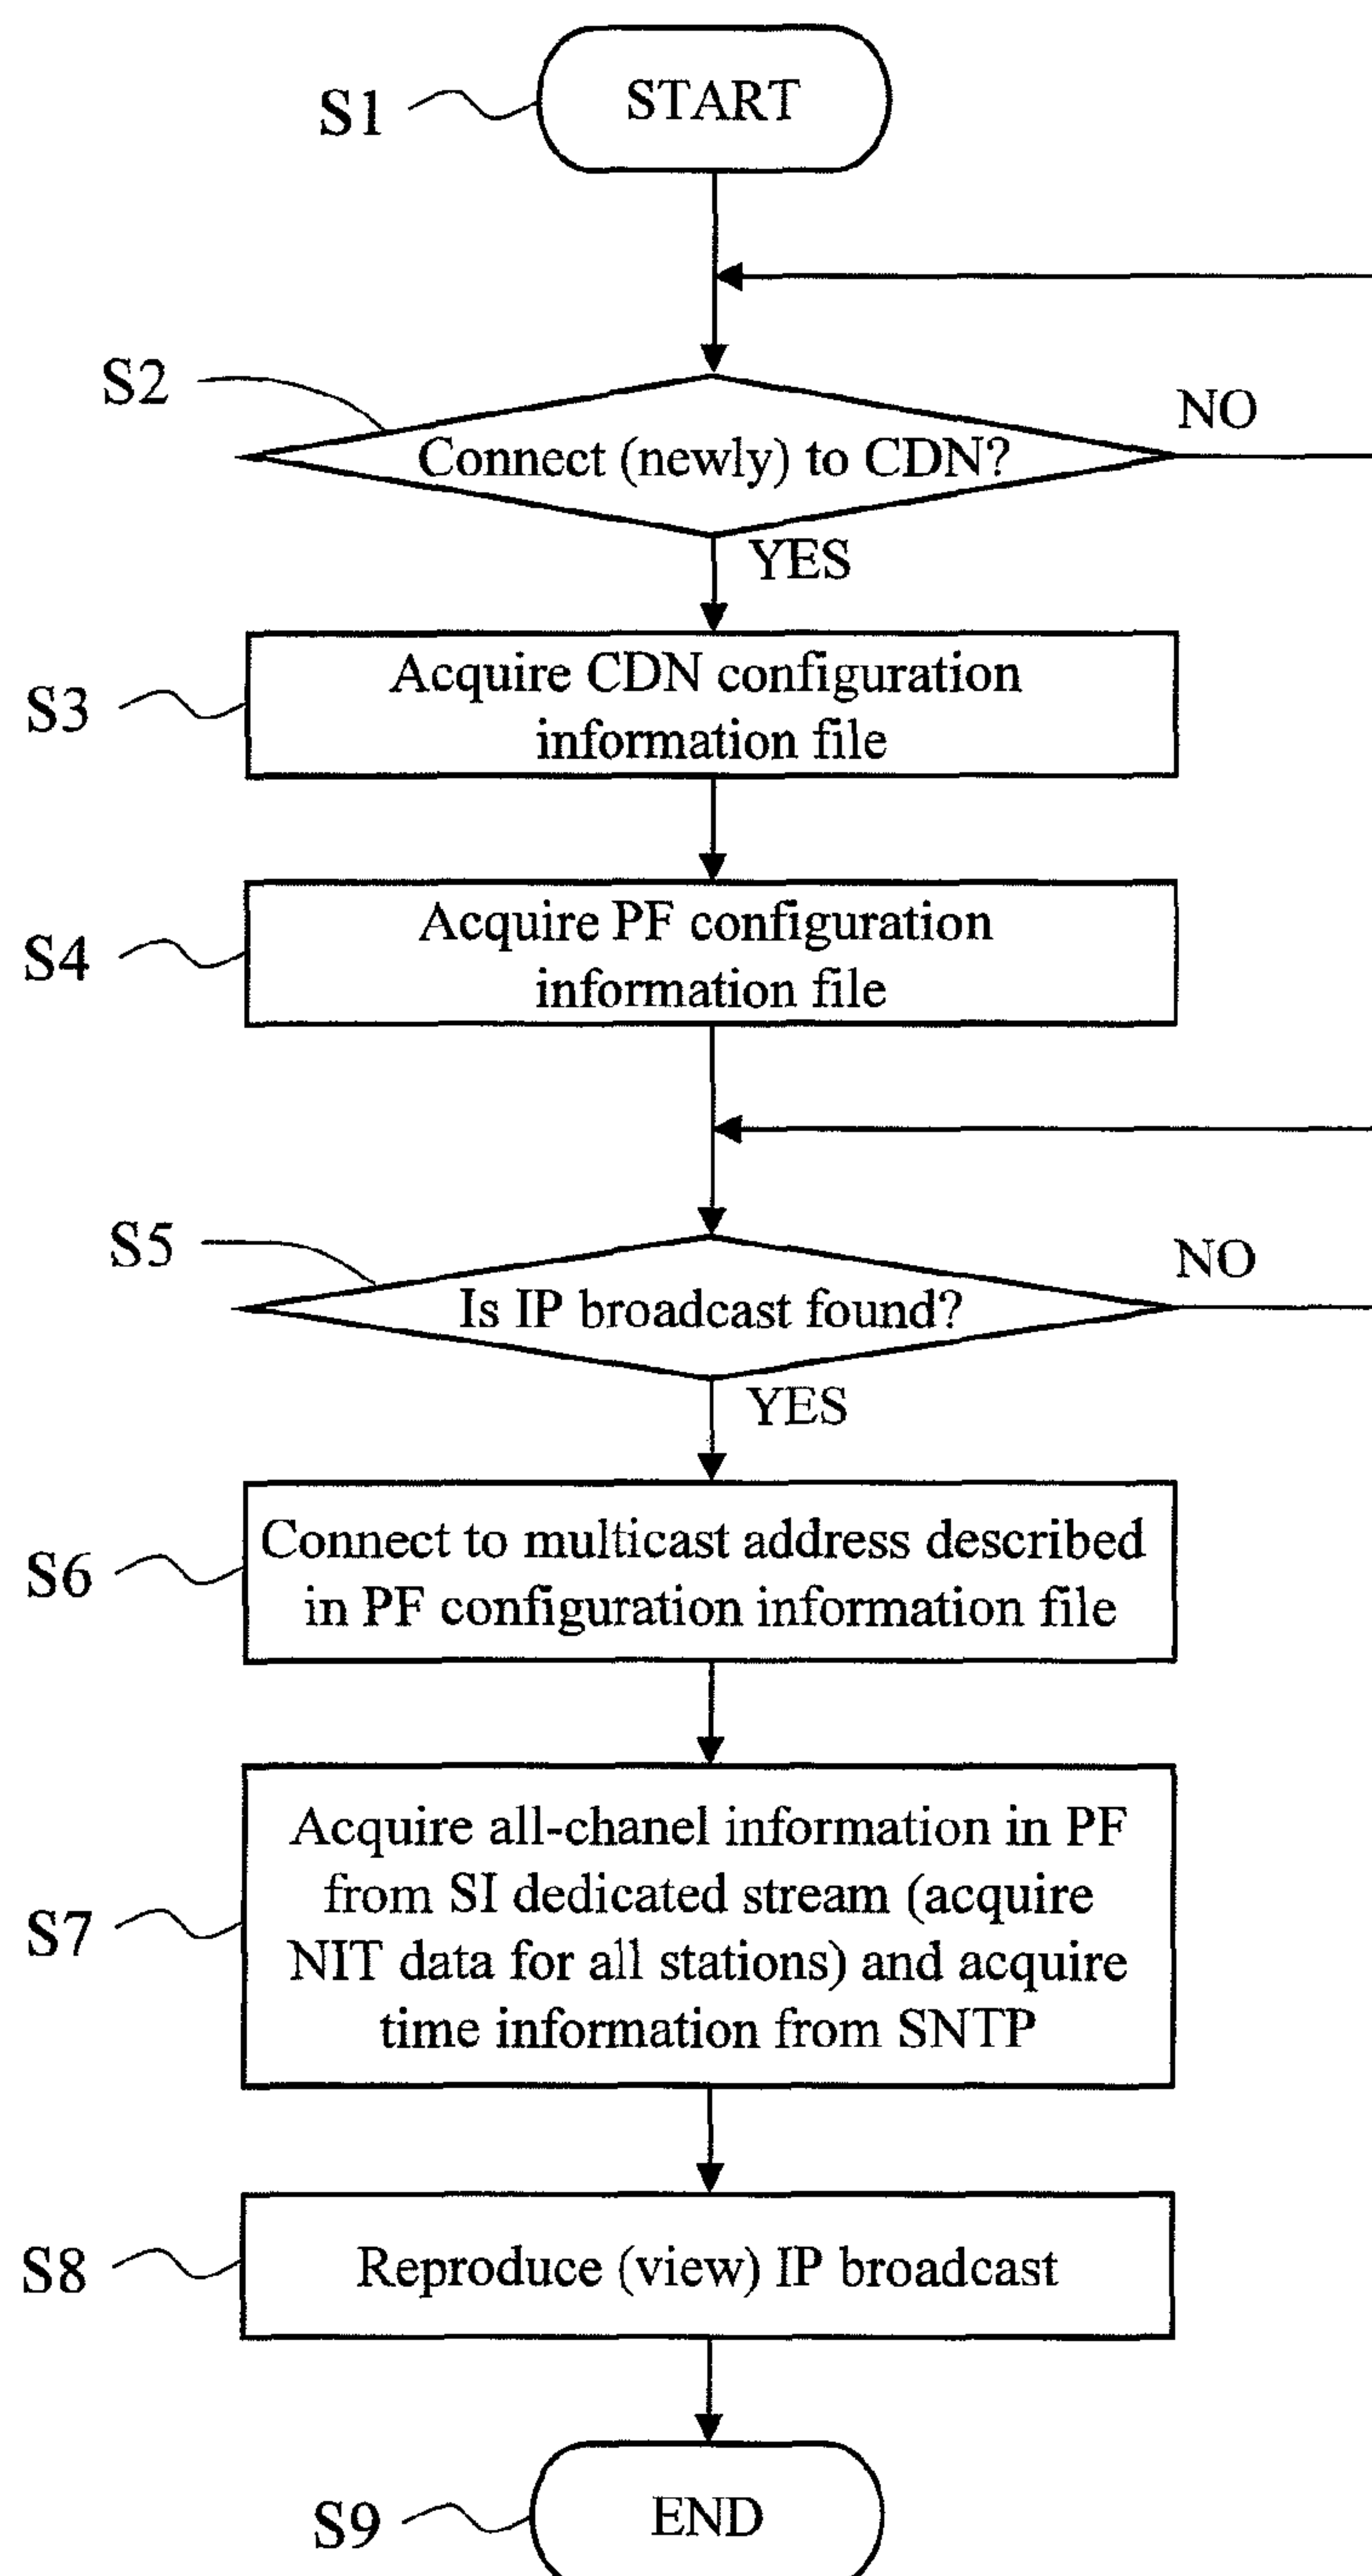 S1
START
S2
Connect (newly) to CDN?
NO
YES
S3
Acquire CDN configuration
information file
S4
Acquire PF configuration
information file
S5
Is IP broadcast found?
NO
YES
S6
Connect to multicast address described
in PF configuration information file
S7
Acquire all-chanel information in PF
from SI dedicated stream (acquire
NIT data for all stations) and acquire
time information from SNTP
S8
Reproduce (view) IP broadcast
S9
END